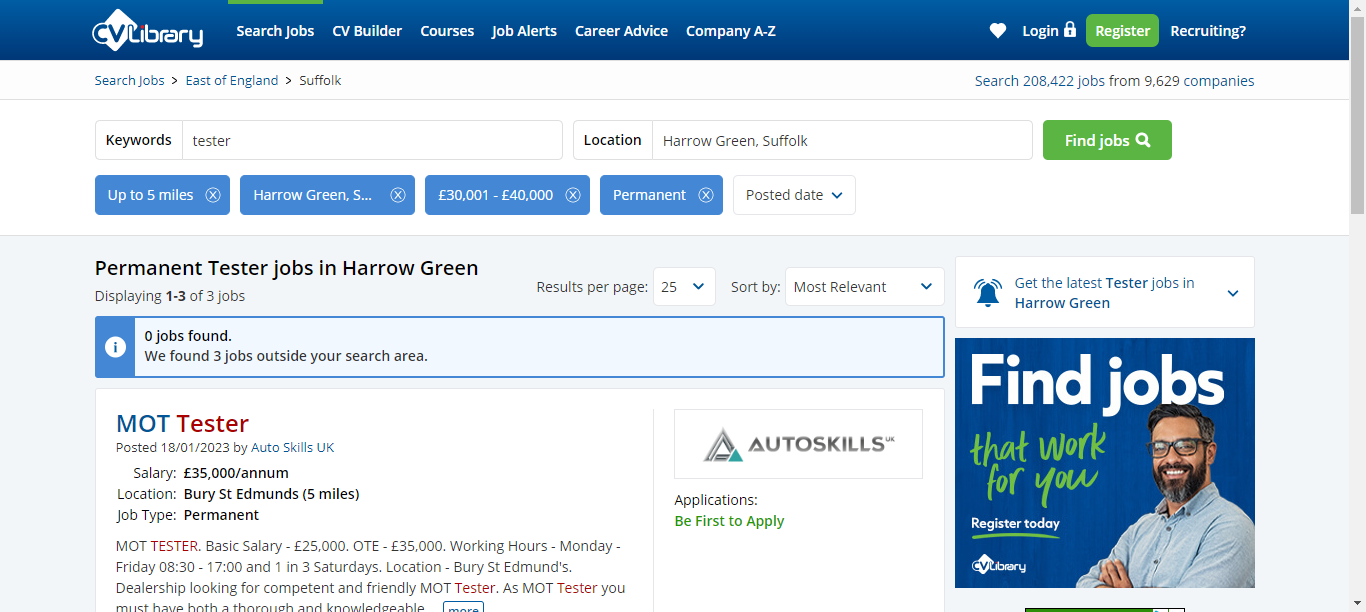 CVLibrary
Search Jobs CV Builder Courses Job Alerts Career Advice Company A-Z Login Register Recruiting?
Search Jobs > East of England > Suffolk
Search 208,422 jobs from 9,629 companies
Keywords tester
Location Harrow Green, Suffolk
Find jobs
Up to 5 miles
Harrow Green, S...
£30,001 - £40,000
Permanent
Posted date
Permanent Tester jobs in Harrow Green
Displaying 1-3 of 3 jobs
Results per page: 25 Sort by: Most Relevant
0 jobs found.
We found 3 jobs outside your search area.
MOT Tester
Posted 18/01/2023 by Auto Skills UK
Salary: £35,000/annum
Location: Bury St Edmunds (5 miles)
Job Type: Permanent
MOT TESTER. Basic Salary - £25,000. OTE - £35,000. Working Hours - Monday -
Friday 08:30 - 17:00 and 1 in 3 Saturdays. Location - Bury St Edmund's.
Dealership looking for competent and friendly MOT Tester. As MOT Tester you
must have both a thorough and knowledgeable... more
AUTOSKILLS UK
Applications:
Be First to Apply
Get the latest Tester jobs in
Harrow Green
Find jobs
that work
for you
Register today
CVLibrary